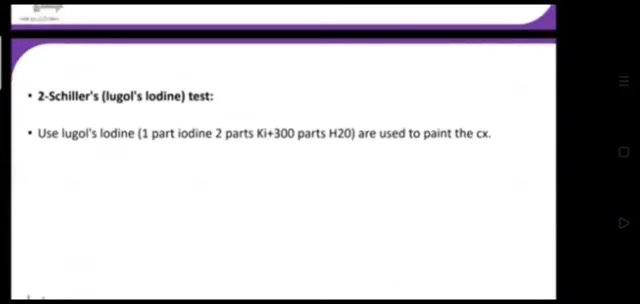 • 2-Schiller's (lugol's Iodine) test:
• Use lugol's Iodine (1 part iodine 2 parts Ki+300 parts H20) are used to paint the cx.